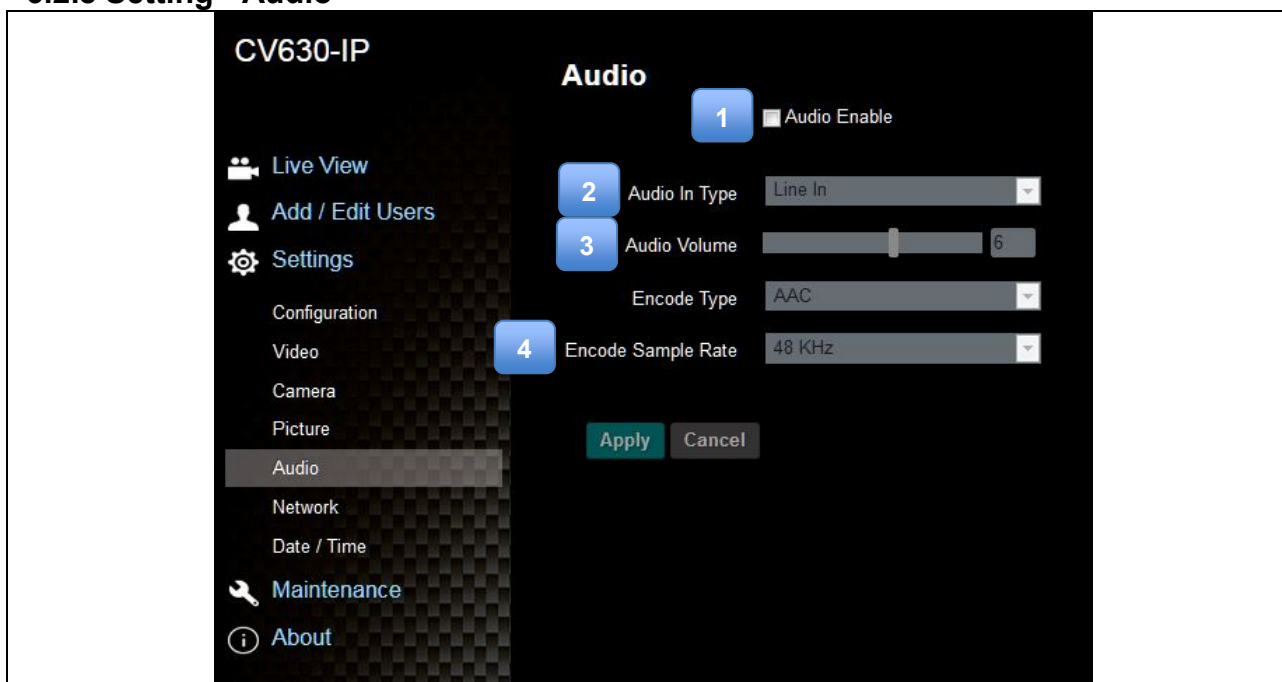 Setting - Audio
CV630-IP
Audio
1 Audio Enable
Live View
Add / Edit Users
Settings
Configuration
Video
Camera
Picture
Audio
Network
Date / Time
Maintenance
About
2 Audio In Type Line In
3 Audio Volume 6
Encode Type AAC
4 Encode Sample Rate 48 KHz
Apply Cancel